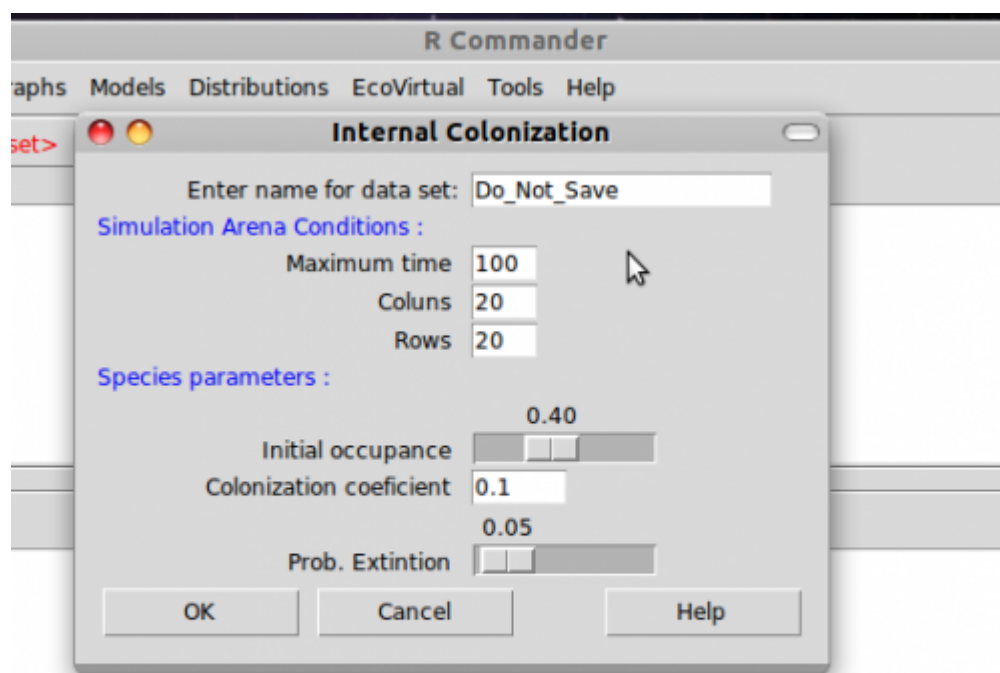 R Commander
raphs Models Distributions EcoVirtual Tools Help
set>
Internal Colonization
Enter name for data set: Do_Not_Save
Simulation Arena Conditions :
Maximum time 100
Coluns 20
Rows 20
Species parameters :
0.40
Initial occupance
Colonization coeficient 0.1
0.05
Prob. Extintion
OK Cancel Help